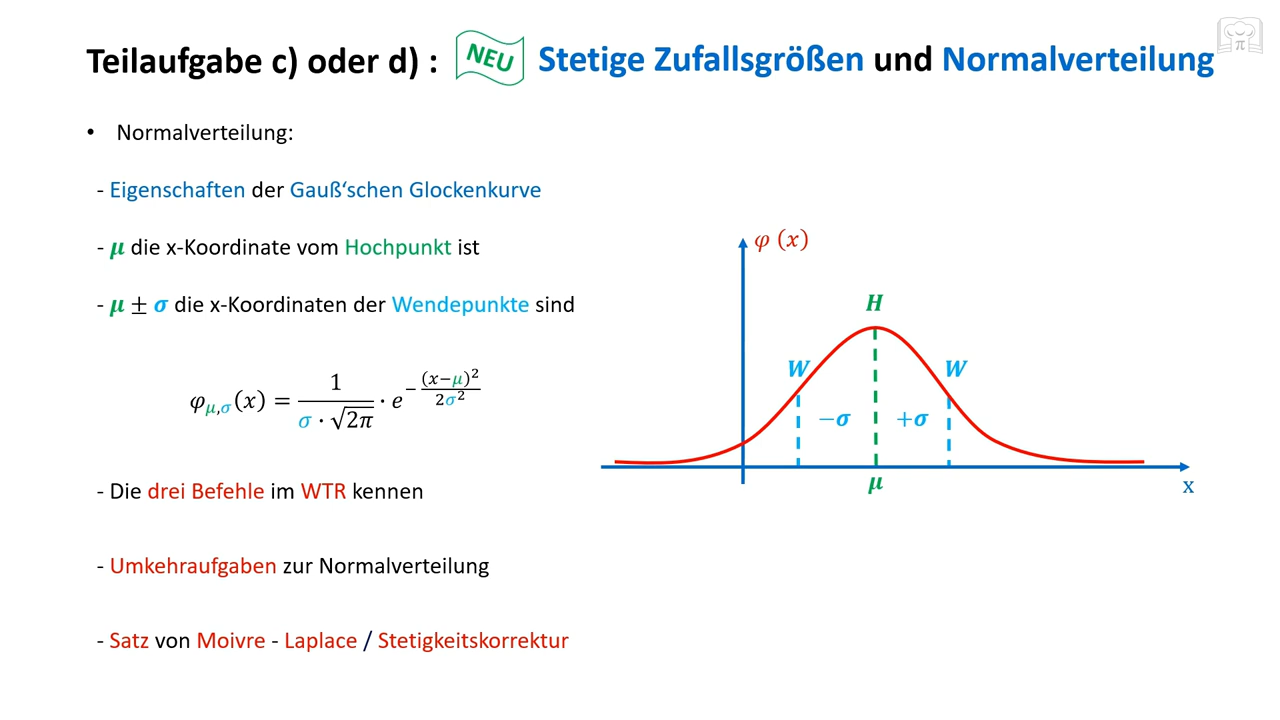 Teilaufgabe c) oder d) : NEU Stetige Zufallsgrößen und Normalverteilung
• Normalverteilung:
- Eigenschaften der Gauß‘schen Glockenkurve
- μ die x-Koordinate vom Hochpunkt ist
- μ ± σ die x-Koordinaten der Wendepunkte sind
φμ,σ(x) = 1 / (σ · √2π) · e^(−(x−μ)² / 2σ²)
- Die drei Befehle im WTR kennen
- Umkehraufgaben zur Normalverteilung
- Satz von Moivre - Laplace / Stetigkeitskorrektur
φ (x)
H
W W
−σ +σ
μ
x
π